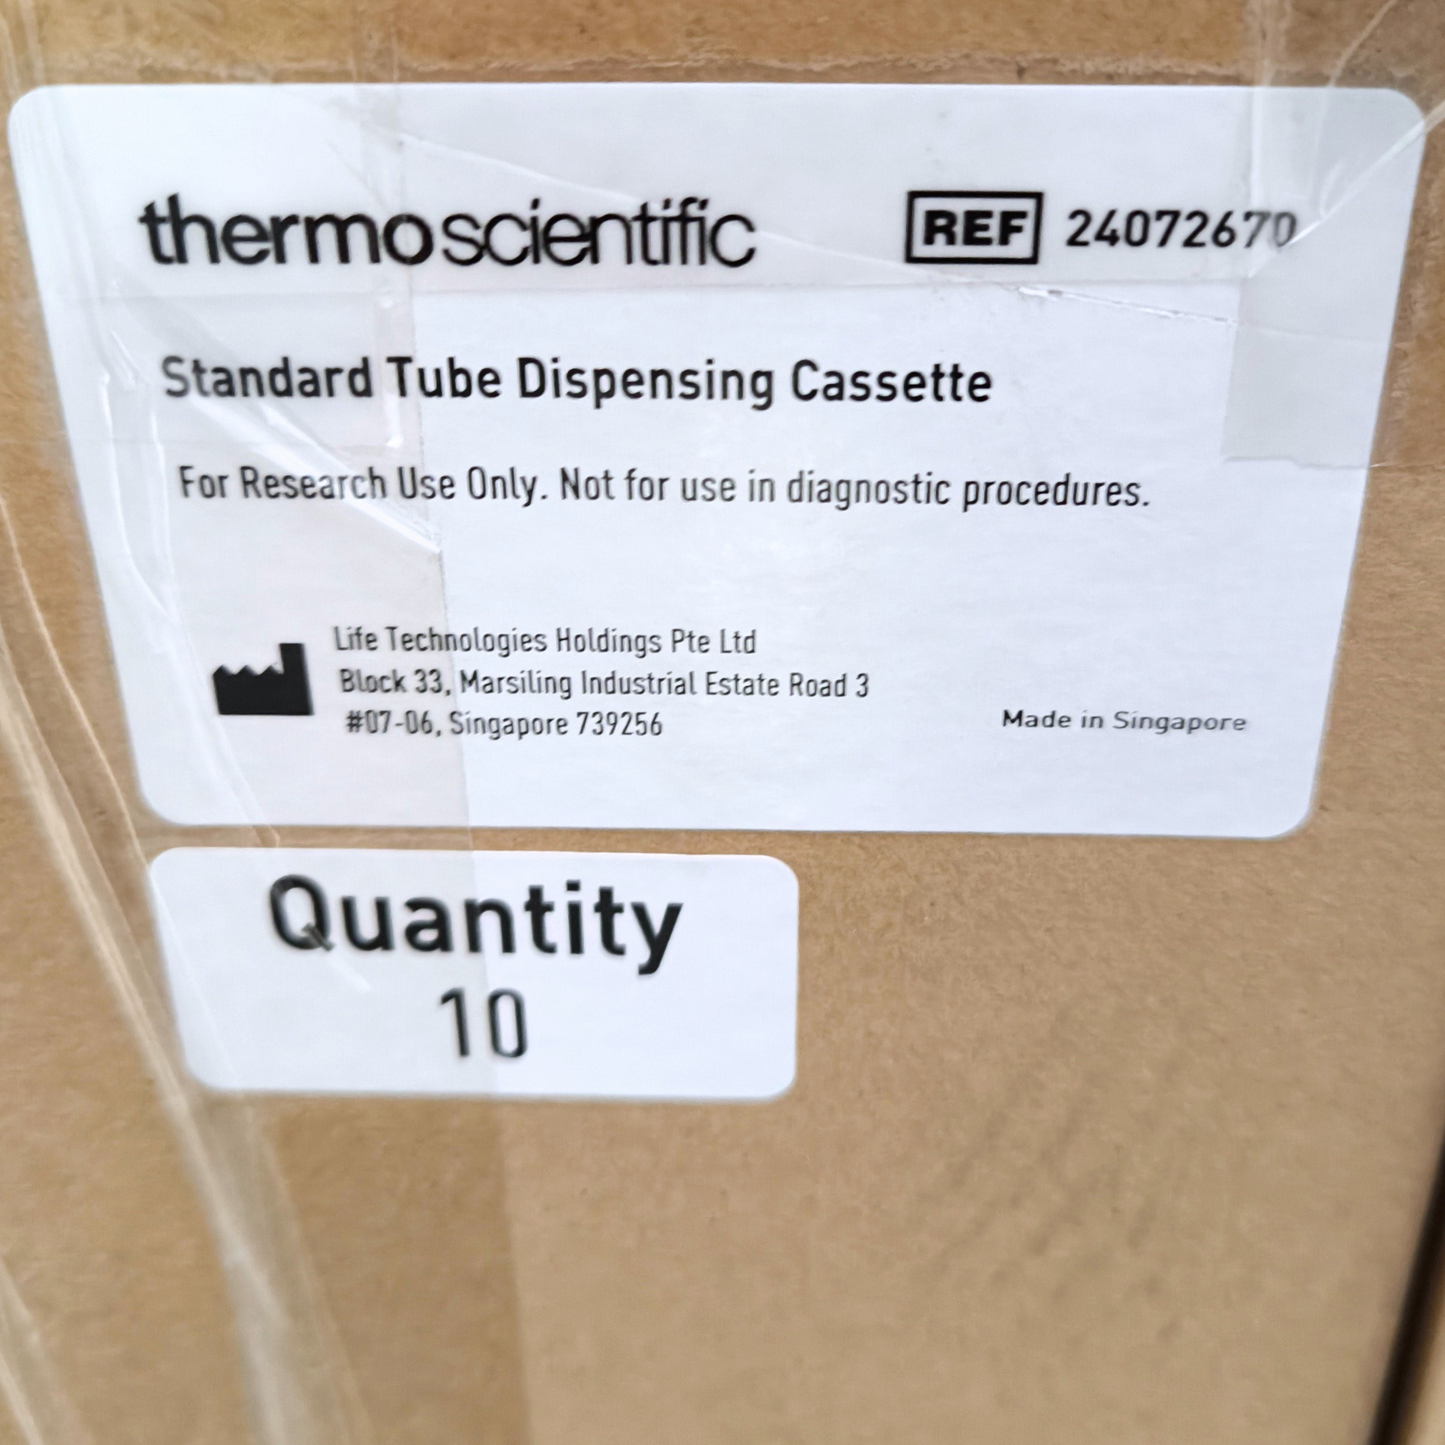 thermoscientific
REF 24072670
Standard Tube Dispensing Cassette
For Research Use Only. Not for use in diagnostic procedures.
Life Technologies Holdings Pte Ltd
Block 33, Marsiling Industrial Estate Road 3
#07-06, Singapore 739256
Made in Singapore
Quantity
10